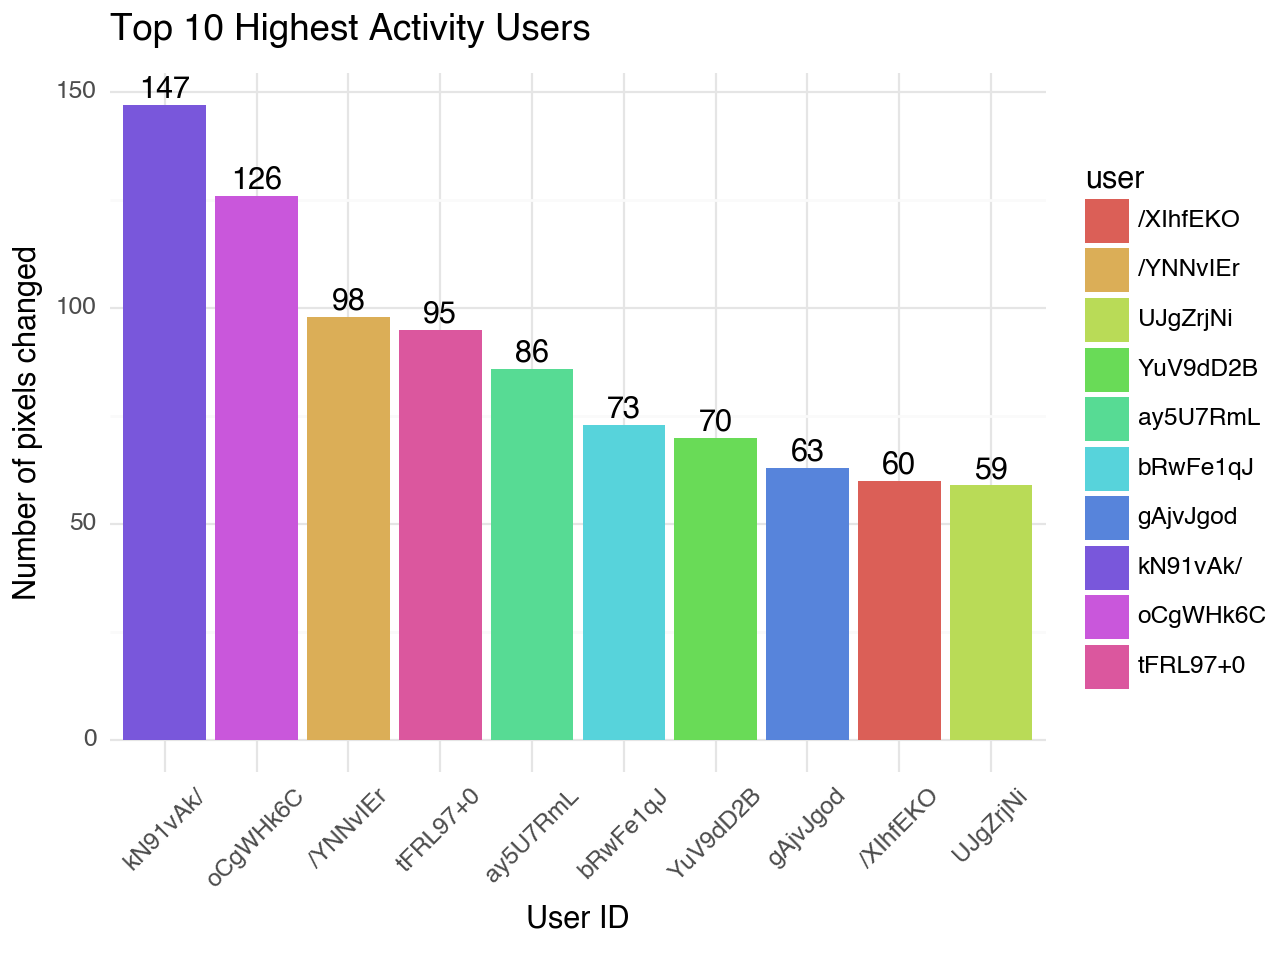 Top 10 Highest Activity Users
Number of pixels changed
150
100
50
0
147
126
98
95
86
73
70
63
60
59
kN91vAk/
oCgWHk6C
/YNNvIEr
tFRL97+0
ay5U7RmL
bRwFe1qJ
YuV9dD2B
gAjvJgod
/XIhfEKO
UJgZrjNi
User ID
user
/XIhfEKO
/YNNvIEr
UJgZrjNi
YuV9dD2B
ay5U7RmL
bRwFe1qJ
gAjvJgod
kN91vAk/
oCgWHk6C
tFRL97+0